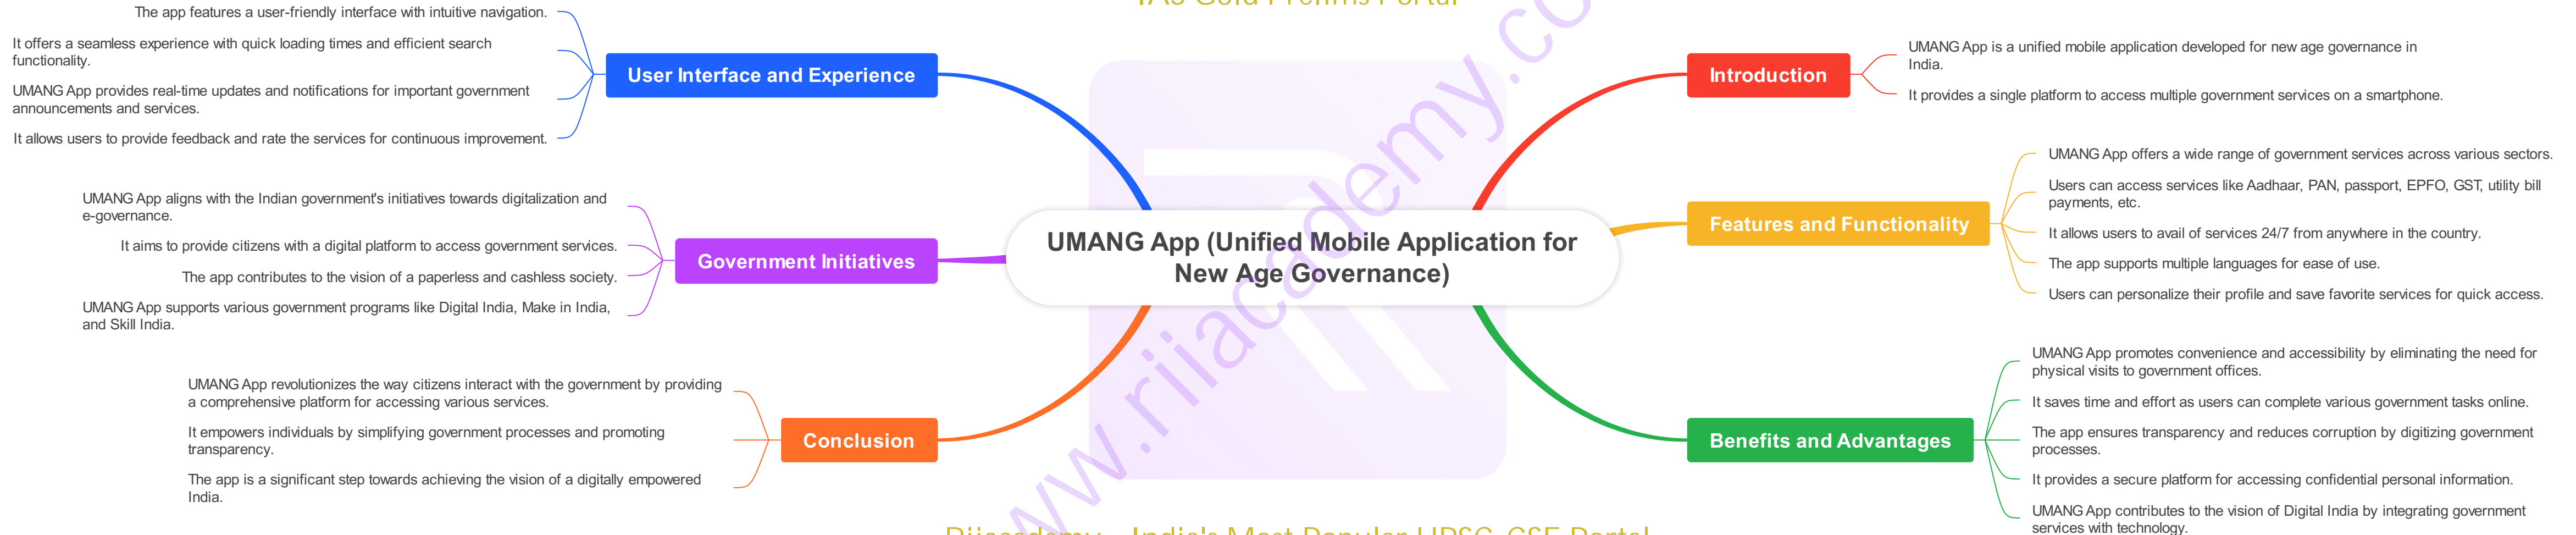 IAS Gold Prelims Portal
UMANG App (Unified Mobile Application for
New Age Governance)
Introduction
UMANG App is a unified mobile application developed for new age governance in
India.
It provides a single platform to access multiple government services on a smartphone.
Features and Functionality
UMANG App offers a wide range of government services across various sectors.
Users can access services like Aadhaar, PAN, passport, EPFO, GST, utility bill
payments, etc.
It allows users to avail of services 24/7 from anywhere in the country.
The app supports multiple languages for ease of use.
Users can personalize their profile and save favorite services for quick access.
Benefits and Advantages
UMANG App promotes convenience and accessibility by eliminating the need for
physical visits to government offices.
It saves time and effort as users can complete various government tasks online.
The app ensures transparency and reduces corruption by digitizing government
processes.
It provides a secure platform for accessing confidential personal information.
UMANG App contributes to the vision of Digital India by integrating government
services with technology.
User Interface and Experience
The app features a user-friendly interface with intuitive navigation.
It offers a seamless experience with quick loading times and efficient search
functionality.
UMANG App provides real-time updates and notifications for important government
announcements and services.
It allows users to provide feedback and rate the services for continuous improvement.
Government Initiatives
UMANG App aligns with the Indian government's initiatives towards digitalization and
e-governance.
It aims to provide citizens with a digital platform to access government services.
The app contributes to the vision of a paperless and cashless society.
UMANG App supports various government programs like Digital India, Make in India,
and Skill India.
Conclusion
UMANG App revolutionizes the way citizens interact with the government by providing
a comprehensive platform for accessing various services.
It empowers individuals by simplifying government processes and promoting
transparency.
The app is a significant step towards achieving the vision of a digitally empowered
India.
ww.rijiacademy.co
India's Most Popular UPSC-CSE Portal